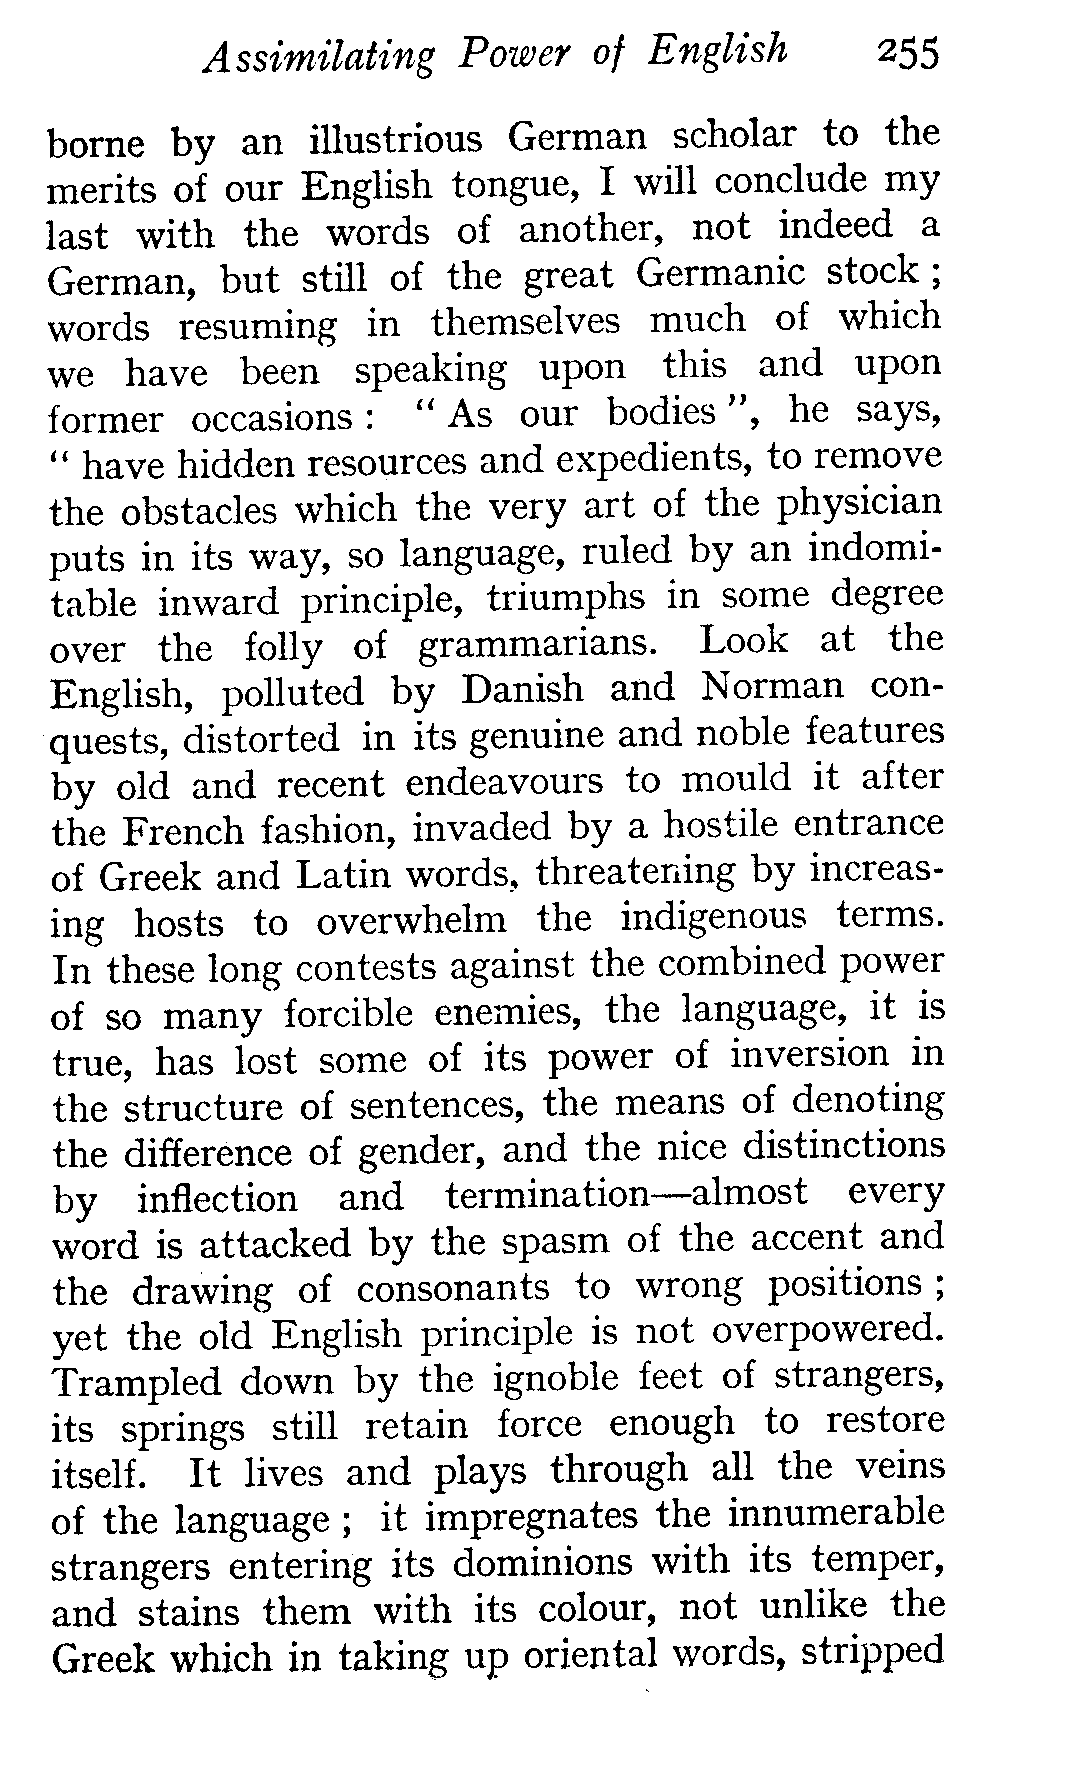 Assimilating Power of English 255
borne by an illustrious German scholar to the
merits of our English tongue, I will conclude my
last with the words of another, not indeed a
German, but still of the great Germanic stock ;
words resuming in themselves much of which
we have been speaking upon this and upon
former occasions : “ As our bodies ”, he says,
“ have hidden resources and expedients, to remove
the obstacles which the very art of the physician
puts in its way, so language, ruled by an indomi-
table inward principle, triumphs in some degree
over the folly of grammarians. Look at the
English, polluted by Danish and Norman con-
quests, distorted in its genuine and noble features
by old and recent endeavours to mould it after
the French fashion, invaded by a hostile entrance
of Greek and Latin words, threatening by increas-
ing hosts to overwhelm the indigenous terms.
In these long contests against the combined power
of so many forcible enemies, the language, it is
true, has lost some of its power of inversion in
the structure of sentences, the means of denoting
the difference of gender, and the nice distinctions
by inflection and termination—almost every
word is attacked by the spasm of the accent and
the drawing of consonants to wrong positions ;
yet the old English principle is not overpowered.
Trampled down by the ignoble feet of strangers,
its springs still retain force enough to restore
itself. It lives and plays through all the veins
of the language ; it impregnates the innumerable
strangers entering its dominions with its temper,
and stains them with its colour, not unlike the
Greek which in taking up oriental words, stripped